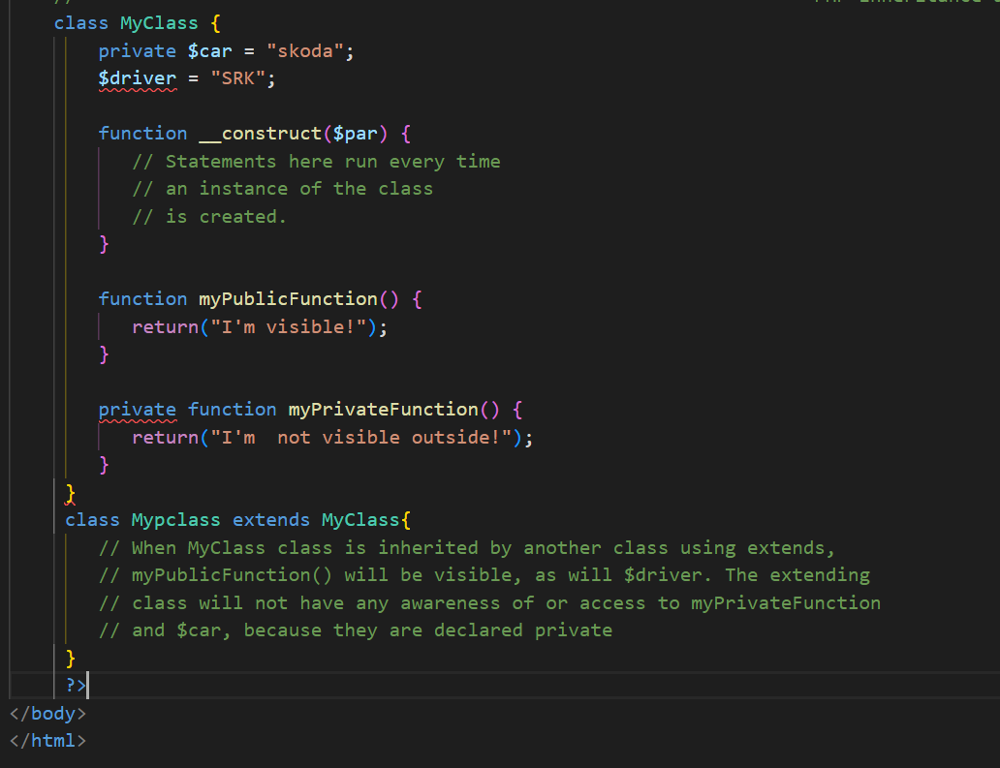 //
class MyClass {
private $car = "skoda";
$driver = "SRK";
function __construct($par) {
// Statements here run every time
// an instance of the class
// is created.
}
function myPublicFunction() {
return("I'm visible!");
}
private function myPrivateFunction() {
return("I'm  not visible outside!");
}
}
class Mypclass extends MyClass{
// When MyClass class is inherited by another class using extends,
// myPublicFunction() will be visible, as will $driver. The extending
// class will not have any awareness of or access to myPrivateFunction
// and $car, because they are declared private
}
?>
</body>
</html>